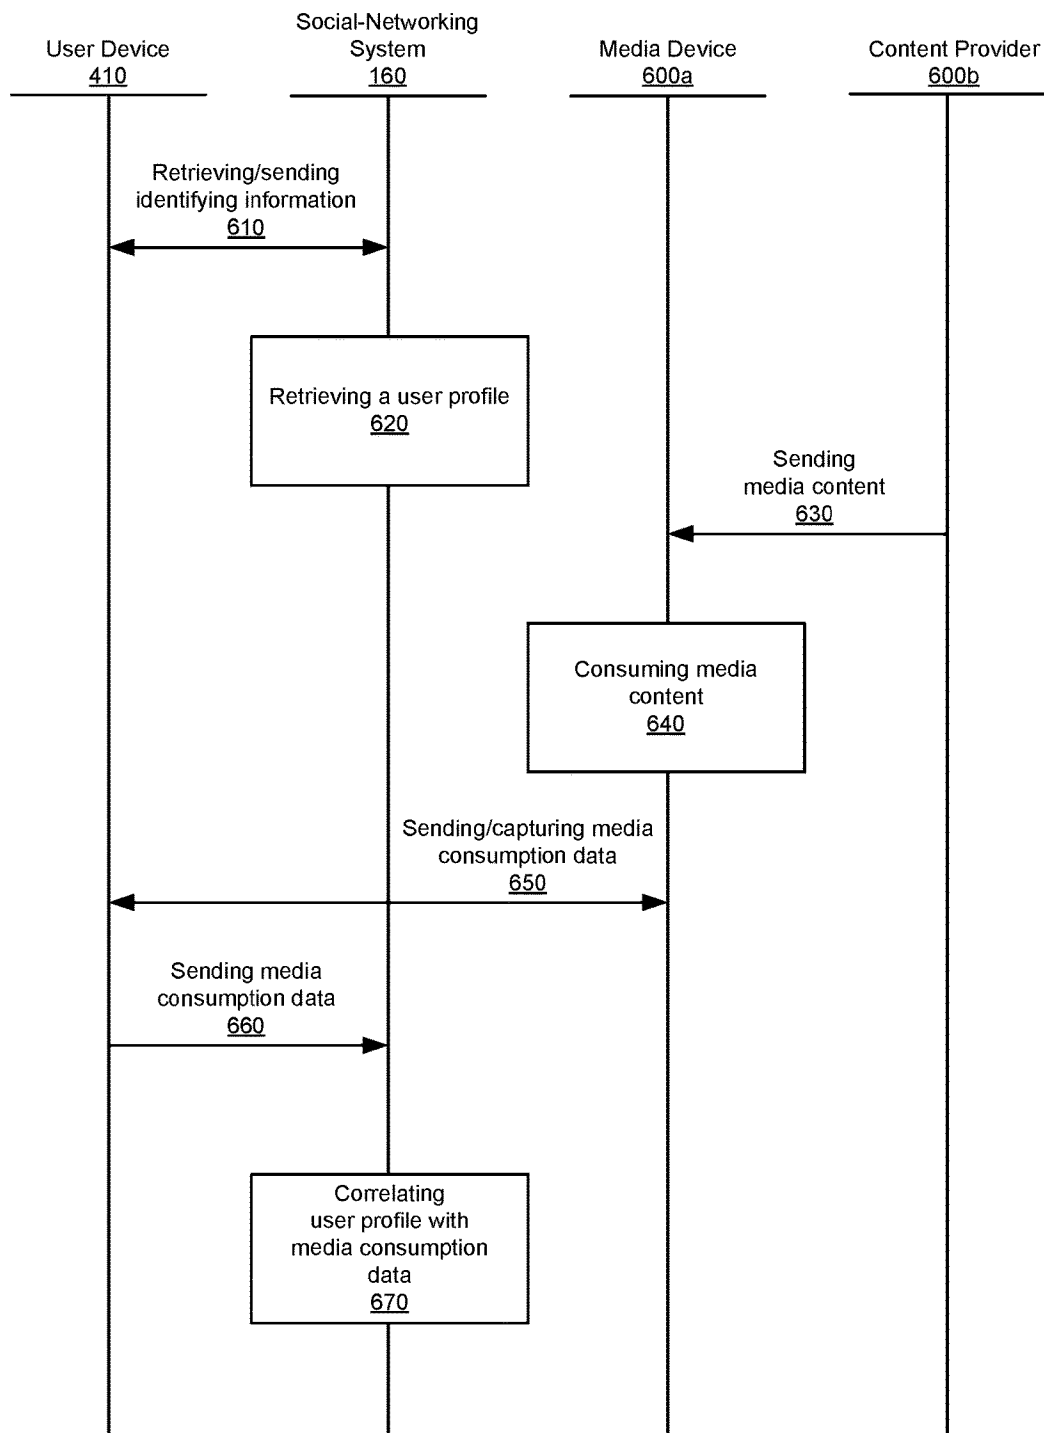 User Device
410
Social-Networking
System
160
Media Device
600a
Content Provider
600b
Retrieving/sending
identifying information
610
Retrieving a user profile
620
Sending
media content
630
Consuming media
content
640
Sending/capturing media
consumption data
650
Sending media
consumption data
660
Correlating
user profile with
media consumption
data
670